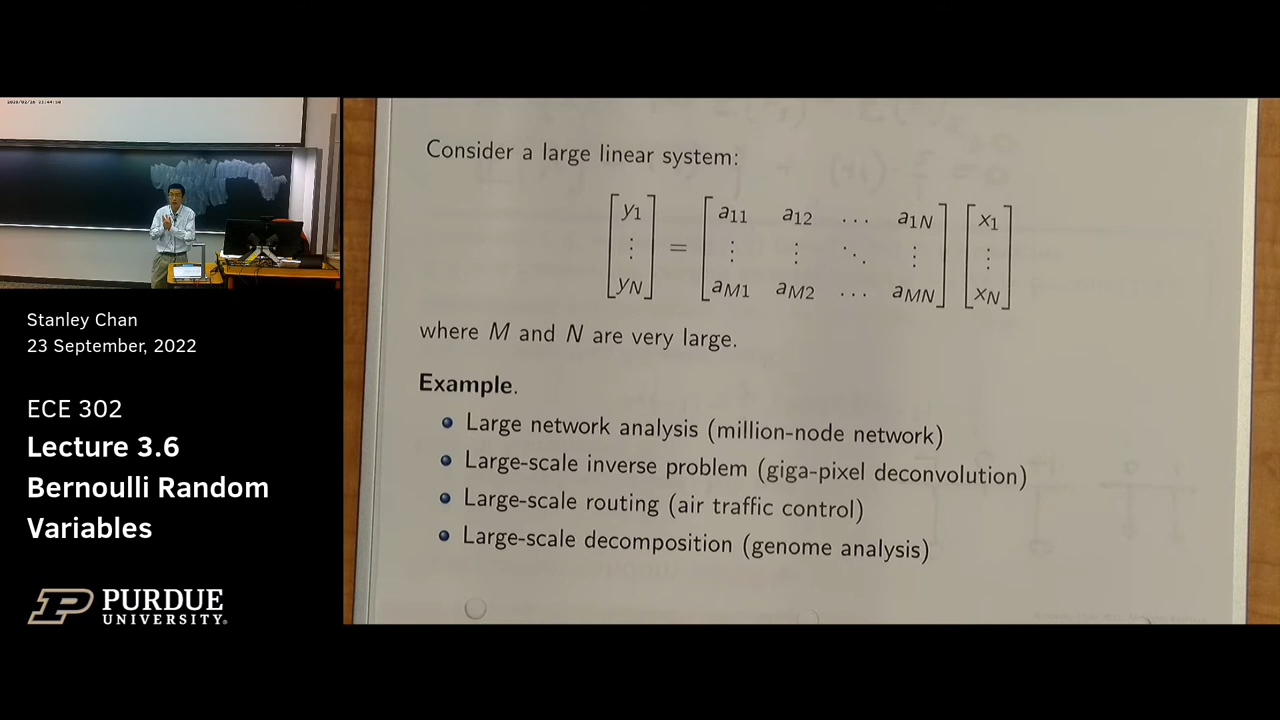 Stanley Chan
23 September, 2022
ECE 302
Lecture 3.6
Bernoulli Random
Variables
PURDUE
UNIVERSITY.
Consider a large linear system:
[y1 ⋮ yN] = [a11 a12 ... a1N ⋮ ⋮ ⋱ ⋮ aM1 aM2 ... aMN] [x1 ⋮ xN]
where M and N are very large.
Example.
Large network analysis (million-node network)
Large-scale inverse problem (giga-pixel deconvolution)
Large-scale routing (air traffic control)
Large-scale decomposition (genome analysis)